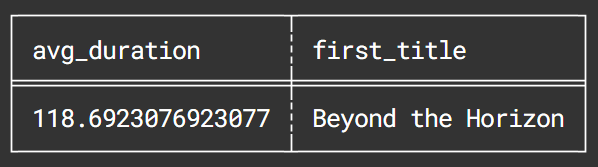 avg_duration first_title
118.6923076923077 Beyond the Horizon